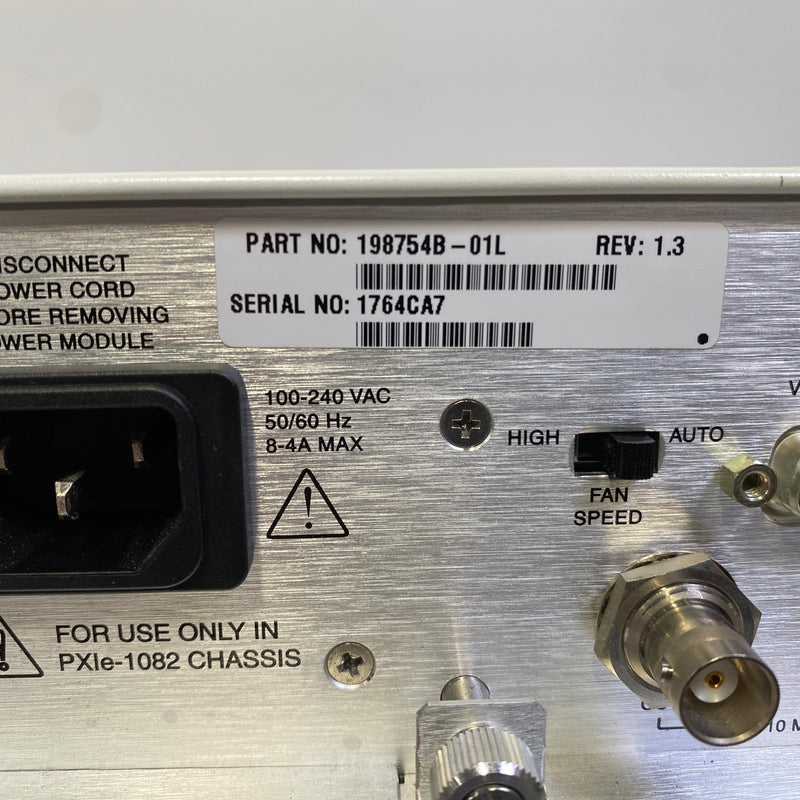 PART NO: 198754B-01L REV: 1.3
SERIAL NO: 1764CA7
ISCONNECT
OWER CORD
ORE REMOVING
OWER MODULE
100-240 VAC
50/60 Hz
8-4A MAX
HIGH AUTO
FAN
SPEED
V
FOR USE ONLY IN
PXIe-1082 CHASSIS
10 M